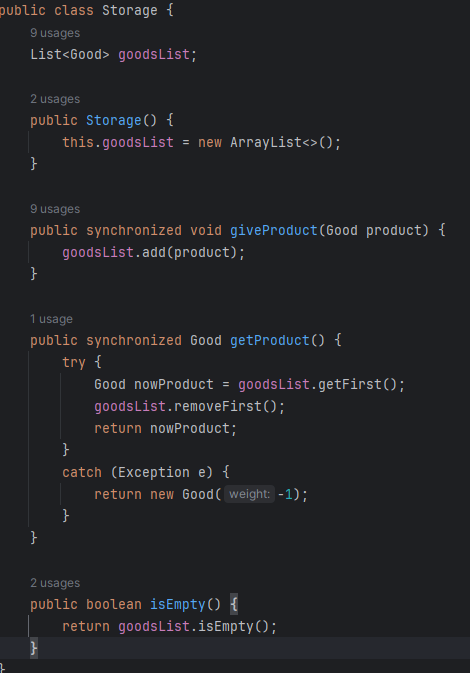 public class Storage {
9 usages
List<Good> goodsList;
2 usages
public Storage() {
this.goodsList = new ArrayList<>();
}
9 usages
public synchronized void giveProduct(Good product) {
goodsList.add(product);
}
1 usage
public synchronized Good getProduct() {
try {
Good nowProduct = goodsList.getFirst();
goodsList.removeFirst();
return nowProduct;
}
catch (Exception e) {
return new Good( weight: -1);
}
}
2 usages
public boolean isEmpty() {
return goodsList.isEmpty();
}
}